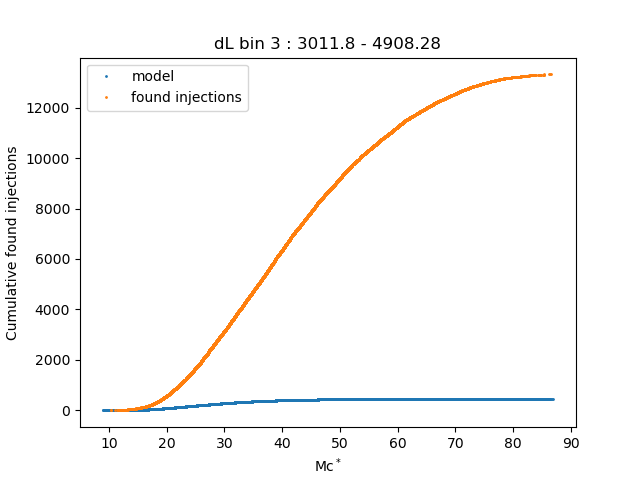 dL bin 3 : 3011.8 - 4908.28
model
found injections
Cumulative found injections
12000
10000
8000
6000
4000
2000
0
10 20 30 40 50 60 70 80 90
Mc*